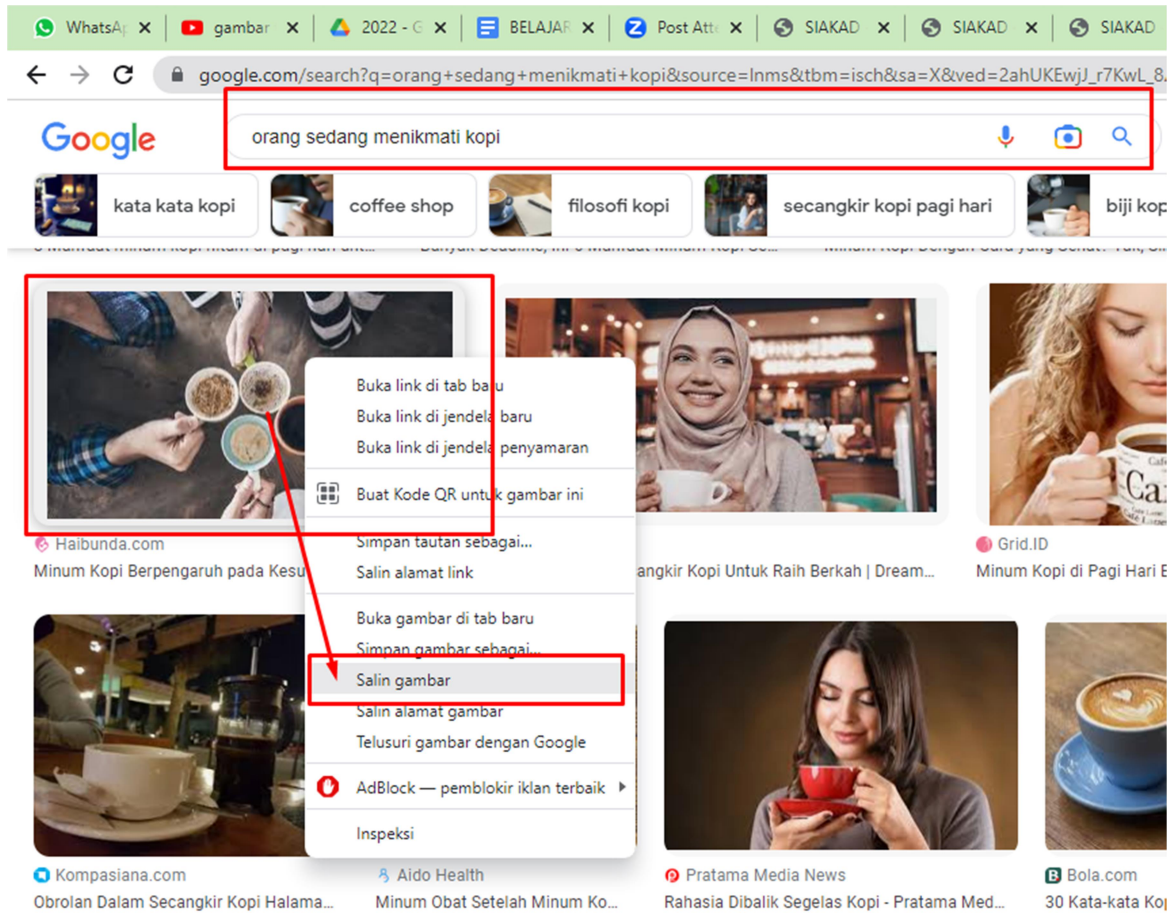 WhatsAp
gambar
2022 - G
BELAJAR
Post Atte
SIAKAD
SIAKAD
SIAKAD
google.com/search?q=orang+sedang+menikmati+kopi&source=lnms&tbm=isch&sa=X&ved=2ahUKEwjJ_r7KwL_8
Google
orang sedang menikmati kopi
kata kata kopi
coffee shop
filosofi kopi
secangkir kopi pagi hari
biji kop
Buka link di tab baru
Buka link di jendela baru
Buka link di jendela penyamaran
Buat Kode QR untuk gambar ini
Simpan tautan sebagai...
Salin alamat link
Buka gambar di tab baru
Simpan gambar sebagai...
Salin gambar
Salin alamat gambar
Telusuri gambar dengan Google
AdBlock — pemblokir iklan terbaik
Inspeksi
Haibunda.com
Minum Kopi Berpengaruh pada Kesu
angkir Kopi Untuk Raih Berkah | Dream...
Grid.ID
Minum Kopi di Pagi Hari B
Kompasiana.com
Obrolan Dalam Secangkir Kopi Halama...
Aido Health
Minum Obat Setelah Minum Ko...
Pratama Media News
Rahasia Dibalik Segelas Kopi - Pratama Med...
Bola.com
30 Kata-kata Kop